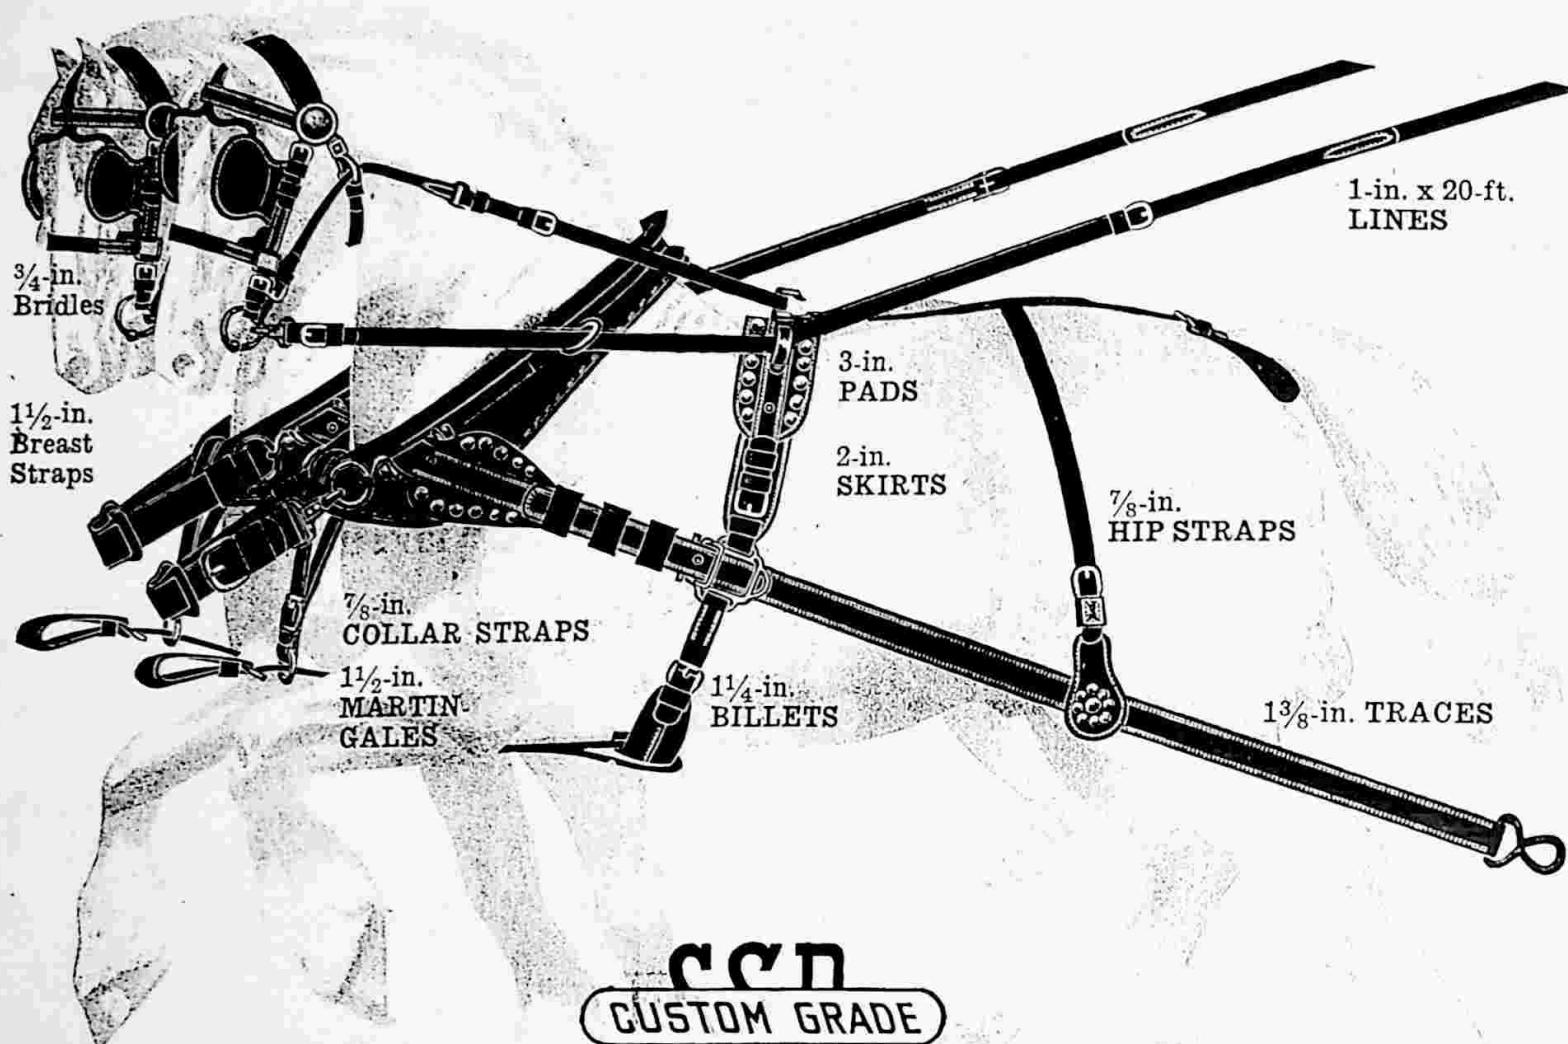 1-in. x 20-ft.
LINES
¾-in.
Bridles
3-in.
PADS
1½-in.
Breast
Straps
2-in.
SKIRTS
⅞-in.
HIP STRAPS
⅞-in.
COLLAR STRAPS
1½-in.
MARTIN-
GALES
1¼-in.
BILLETS
1⅜-in. TRACES
CUSTOM GRADE